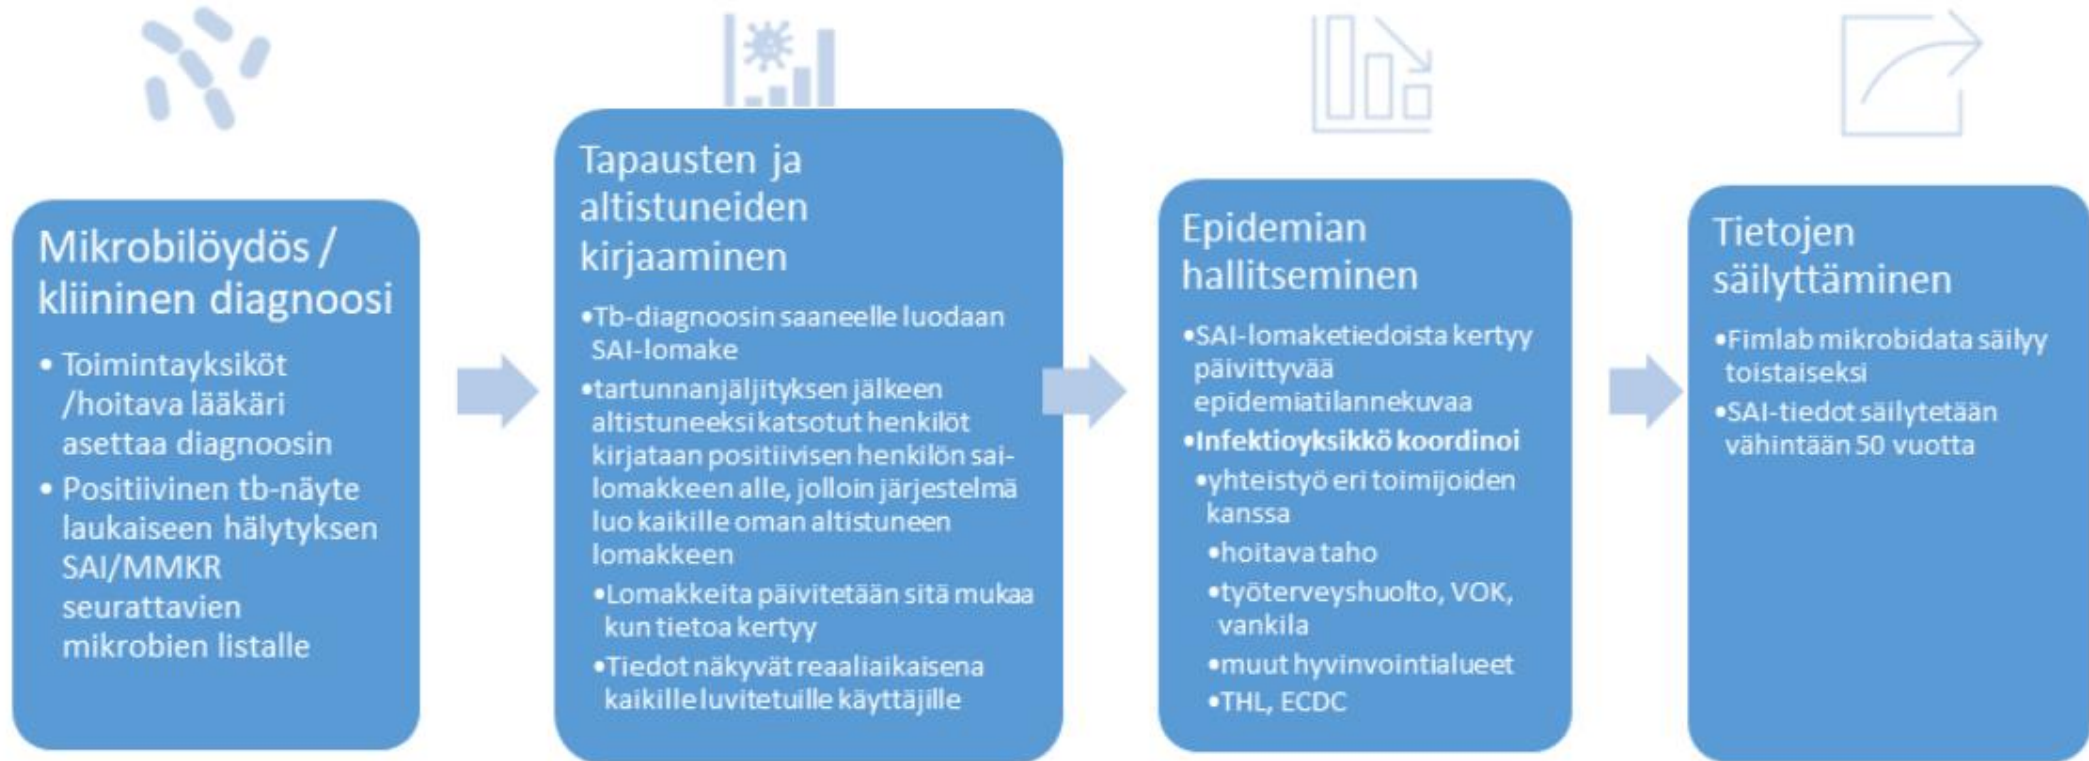 Mikrobilöydös /
kliininen diagnoosi
• Toimintayksiköt
/hoitava lääkäri
asettaa diagnoosin
• Positiivinen tb-näyte
laukaiseen hälytyksen
SAI/MMKR
seurattavien
mikrobien listalle
Tapausten ja
altistuneiden
kirjaaminen
•Tb-diagnoosin saaneelle luodaan
SAI-lomake
•tartunnanjäljityksen jälkeen
altistuneeksi katsotut henkilöt
kirjataan positiivisen henkilön sai-
lomakkeen alle, jolloin järjestelmä
luo kaikille oman altistuneen
lomakkeen
•Lomakkeita päivitetään sitä mukaa
kun tietoa kertyy
•Tiedot näkyvät reaaliaikaisena
kaikille luvitetuille käyttäjille
Epidemian
hallitseminen
•SAI-lomaketiedoista kertyy
päivittyvää
epidemiatilannekuvaa
•Infektioyksikkö koordinoi
•yhteistyö eri toimijoiden
kanssa
•hoitava taho
•työterveyshuolto, VOK,
vankila
•muut hyvinvointialueet
•THL, ECDC
Tietojen
säilyttäminen
•Fimlab mikrobidata säilyy
toistaiseksi
•SAI-tiedot säilytetään
vähintään 50 vuotta